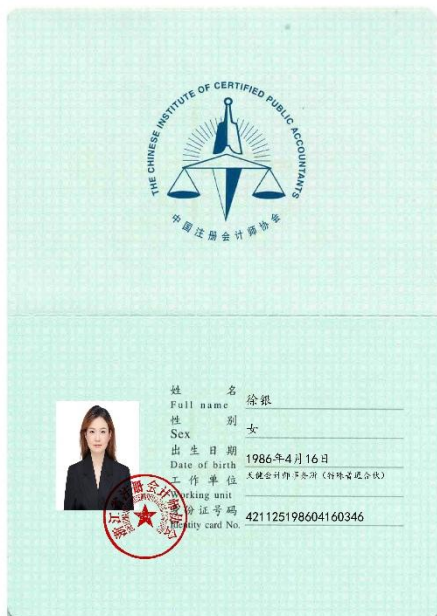 THE CHINESE INSTITUTE OF CERTIFIED PUBLIC ACCOUNTANTS
中国注册会计师协会
姓 名 徐银
Full name
性 别 女
Sex
出生日期 1986年4月16日
Date of birth
工作单位 天健会计师事务所（特殊普通合伙）
Working unit
身份证号码 421125198604160346
Identity card No.